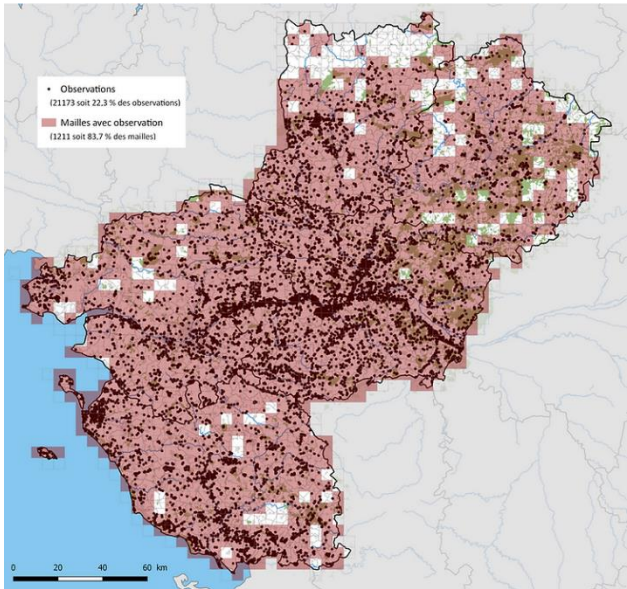 Observations
(21173 soit 22,3 % des observations)
Mailles avec observation
(1211 soit 83,7 % des mailles)
0 20 40 60 km